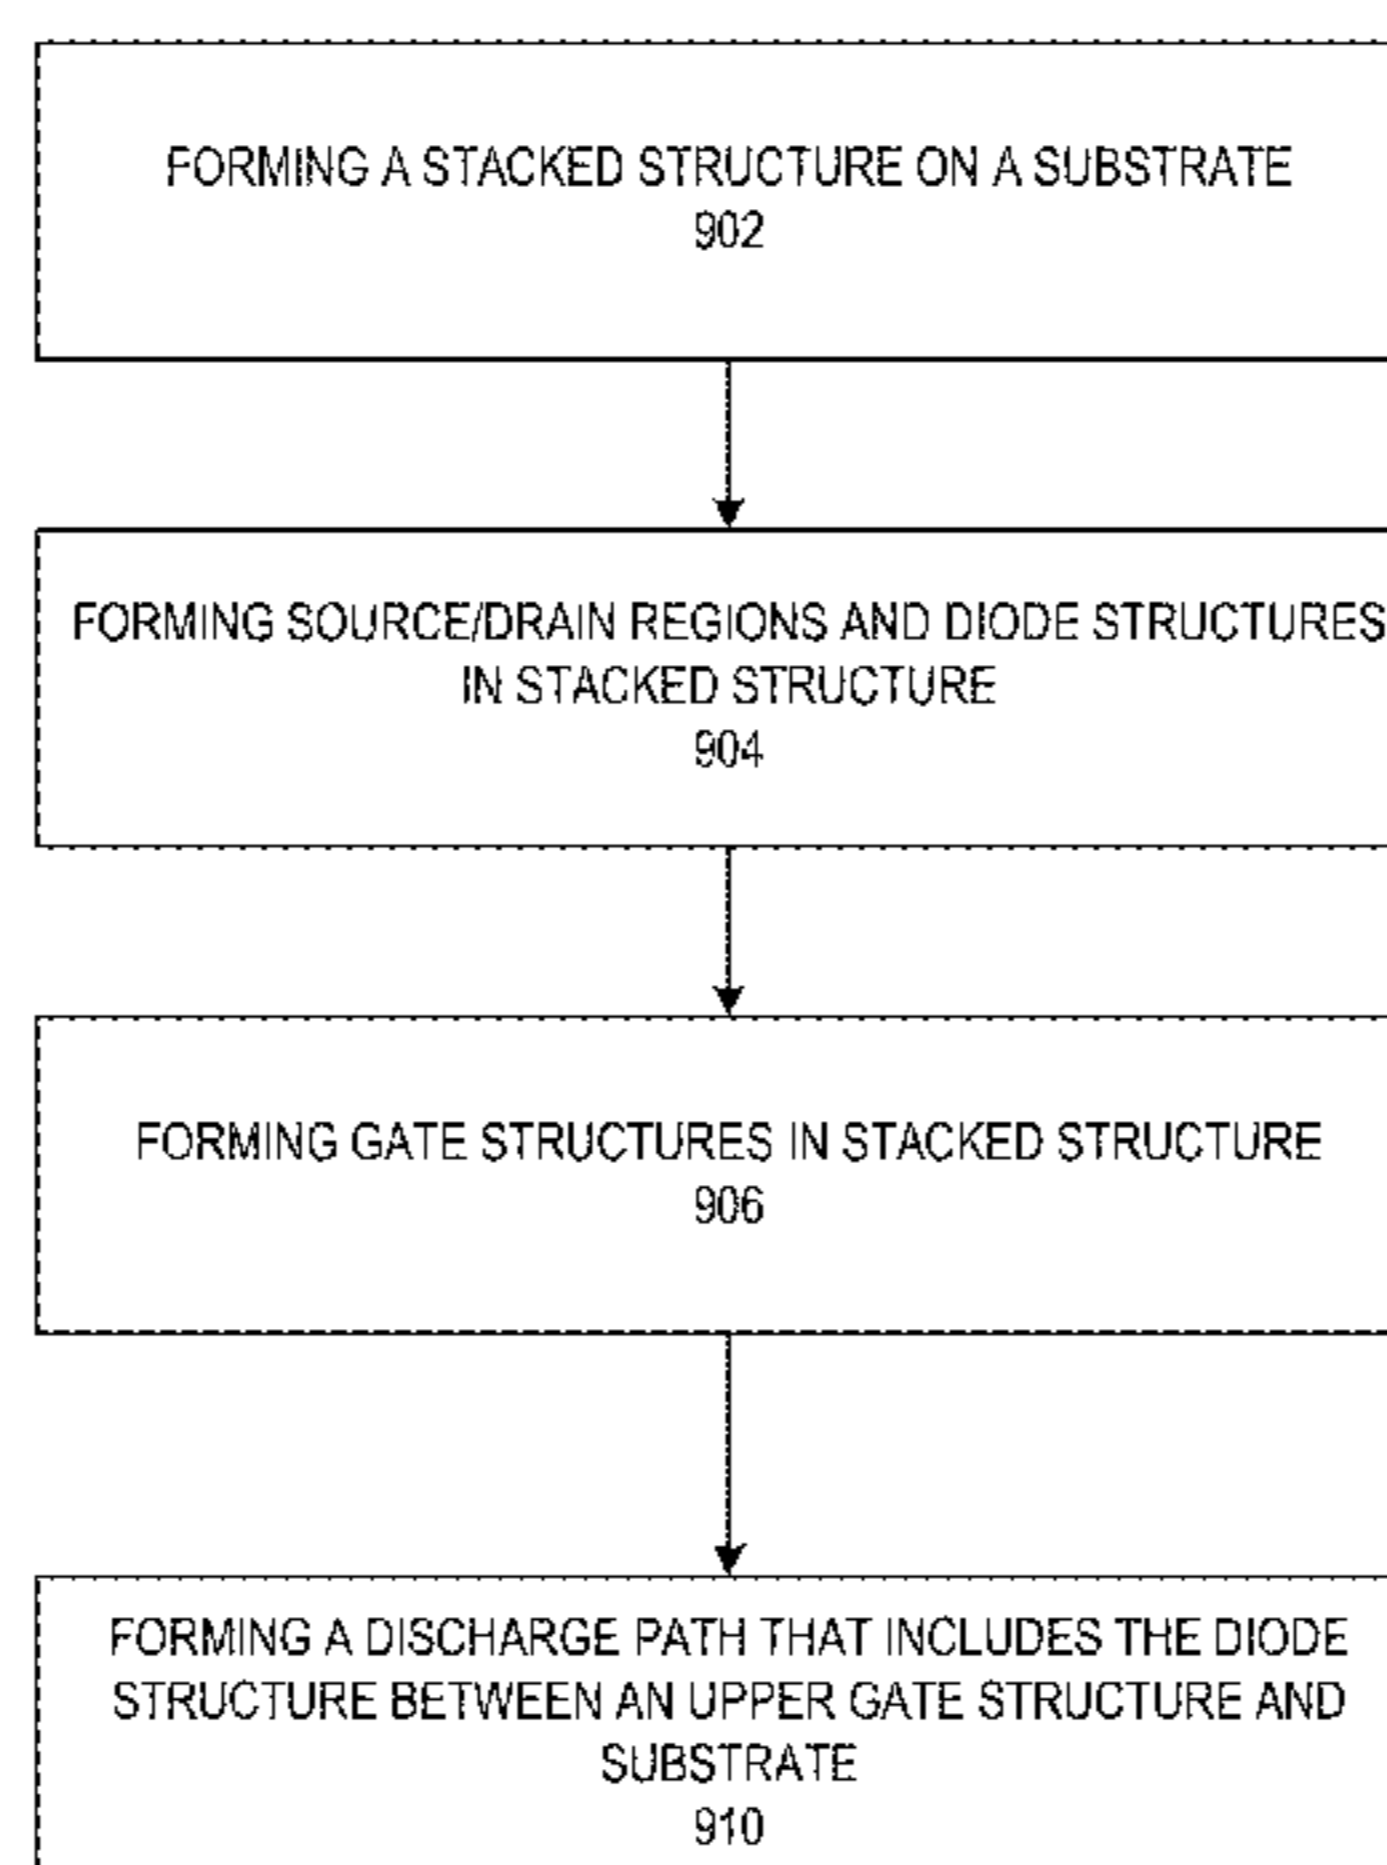 FORMING A STACKED STRUCTURE ON A SUBSTRATE
902
FORMING SOURCE/DRAIN REGIONS AND DIODE STRUCTURES
IN STACKED STRUCTURE
904
FORMING GATE STRUCTURES IN STACKED STRUCTURE
906
FORMING A DISCHARGE PATH THAT INCLUDES THE DIODE
STRUCTURE BETWEEN AN UPPER GATE STRUCTURE AND
SUBSTRATE
910